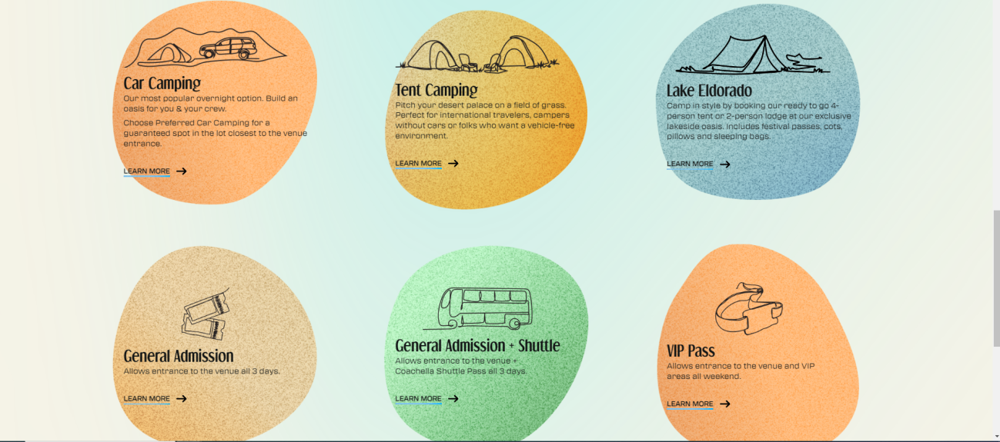 Car Camping
Our most popular overnight option. Build an
oasis for you & your crew.
Choose Preferred Car Camping for a
guaranteed spot in the lot closest to the venue
entrance.
LEARN MORE
Tent Camping
Pitch your desert palace on a field of grass.
Perfect for international travelers, campers
without cars or folks who want a vehicle-free
environment.
LEARN MORE
Lake Eldorado
Camp in style by booking our ready to go 4-
person tent or 2-person lodge at our exclusive
lakeside oasis. Includes festival passes, cots,
pillows and sleeping bags.
LEARN MORE
General Admission
Allows entrance to the venue all 3 days.
LEARN MORE
General Admission + Shuttle
Allows entrance to the venue +
Coachella Shuttle Pass all 3 days.
LEARN MORE
VIP Pass
Allows entrance to the venue and VIP
areas all weekend.
LEARN MORE